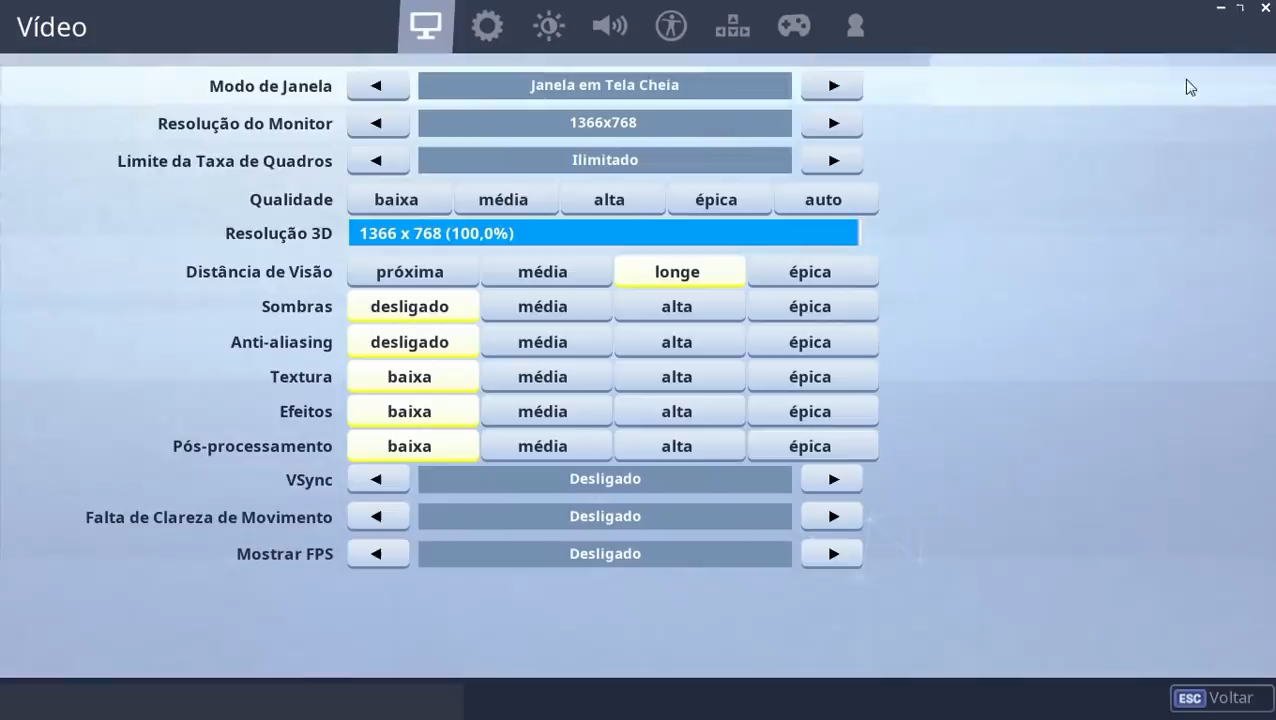 Vídeo
Modo de Janela Janela em Tela Cheia
Resolução do Monitor 1366x768
Limite da Taxa de Quadros Ilimitado
Qualidade baixa média alta épica auto
Resolução 3D 1366 x 768 (100,0%)
Distância de Visão próxima média longe épica
Sombras desligado média alta épica
Anti-aliasing desligado média alta épica
Textura baixa média alta épica
Efeitos baixa média alta épica
Pós-processamento baixa média alta épica
VSync Desligado
Falta de Clareza de Movimento Desligado
Mostrar FPS Desligado
ESC Voltar